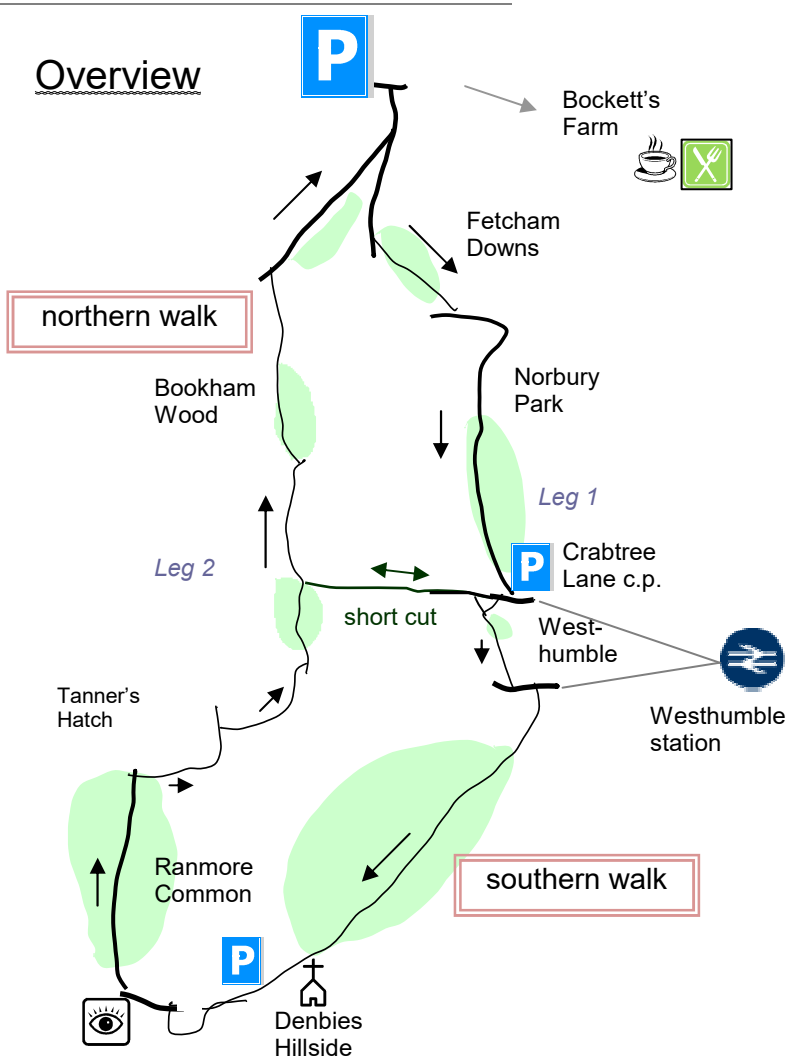 P
Overview
Bockett's
Farm
Fetcham
Downs
northern walk
Bookham
Wood
Norbury
Park
Leg 1
Leg 2
P
Crabtree
Lane c.p.
short cut
West-
humble
Tanner's
Hatch
Westhumble
station
Ranmore
Common
southern walk
P
Denbies
Hillside